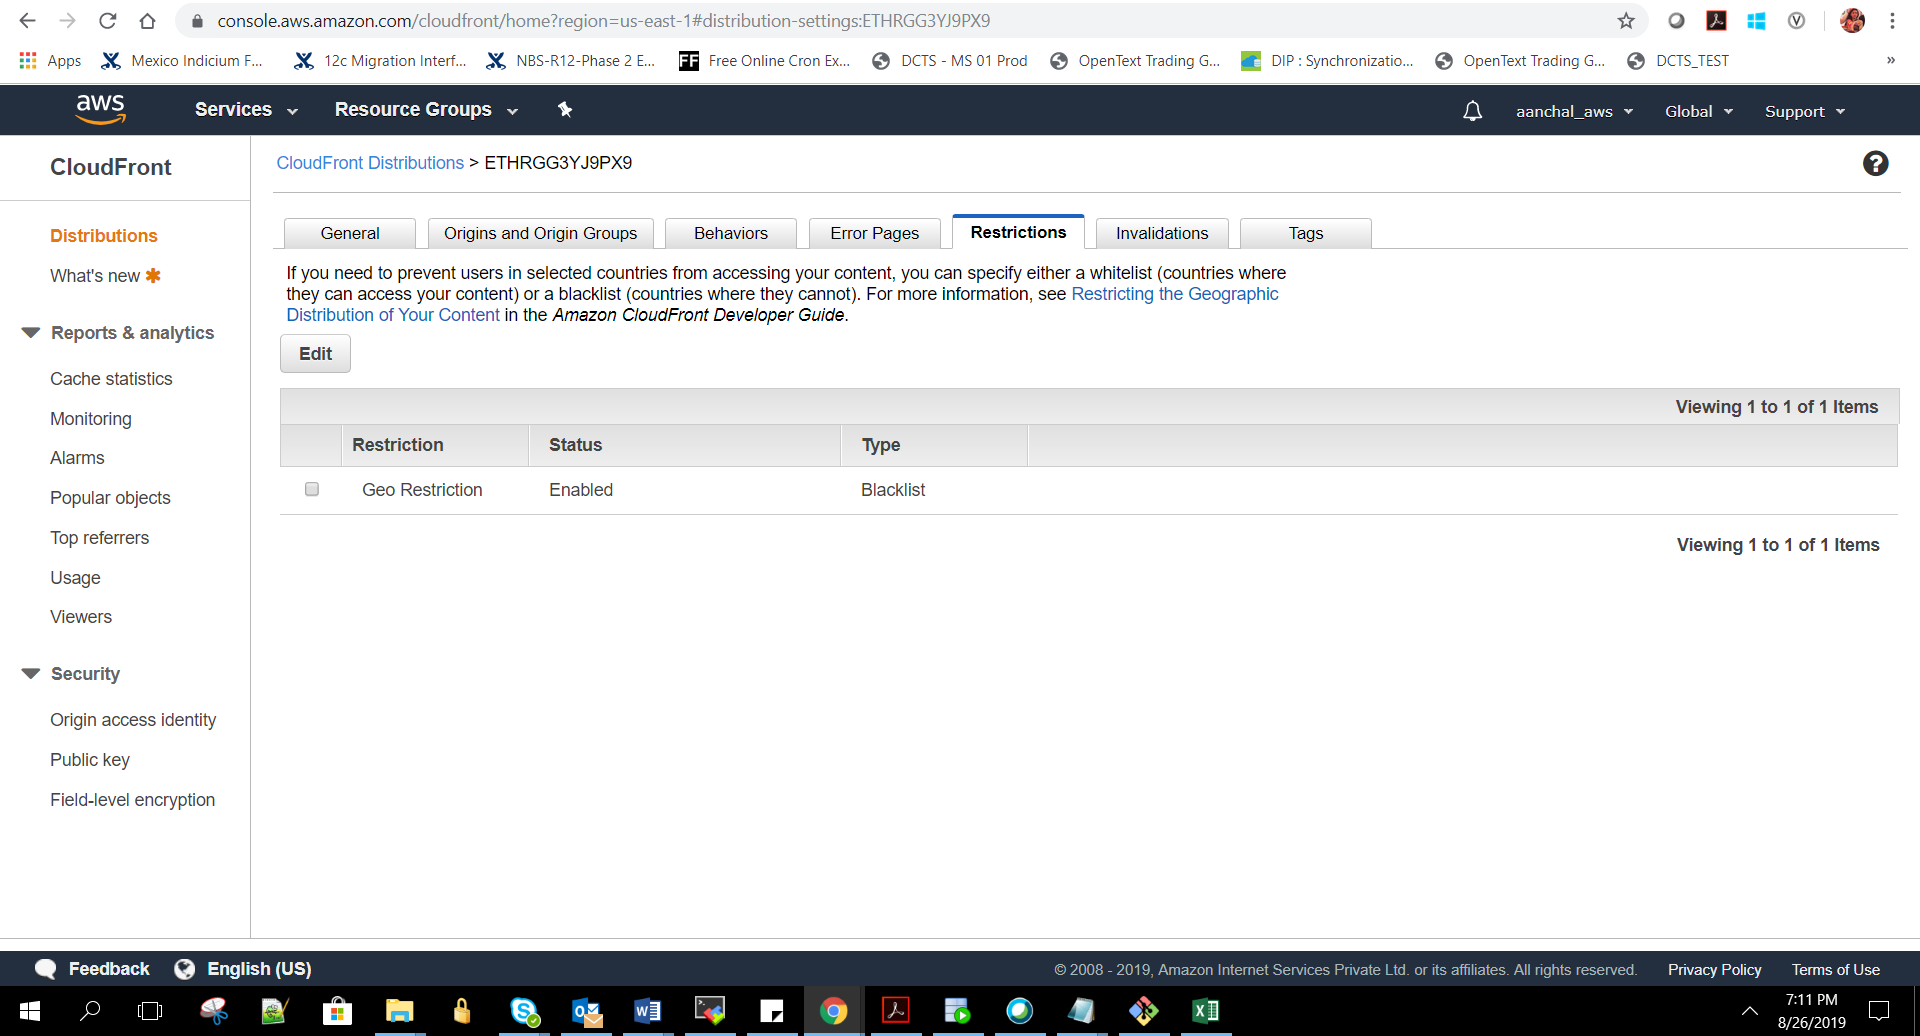 console.aws.amazon.com/cloudfront/home?region=us-east-1#distribution-settings:ETHRGG3YJ9PX9
Apps
Mexico Indicium F...
12c Migration Interf...
NBS-R12-Phase 2 E...
FF
Free Online Cron Ex...
DCTS - MS 01 Prod
OpenText Trading G...
DIP : Synchronizatio...
OpenText Trading G...
DCTS_TEST
»
aws
Services
Resource Groups
aanchal_aws
Global
Support
CloudFront
CloudFront Distributions > ETHRGG3YJ9PX9
Distributions
What's new
Reports & analytics
Cache statistics
Monitoring
Alarms
Popular objects
Top referrers
Usage
Viewers
Security
Origin access identity
Public key
Field-level encryption
General
Origins and Origin Groups
Behaviors
Error Pages
Restrictions
Invalidations
Tags
If you need to prevent users in selected countries from accessing your content, you can specify either a whitelist (countries where
they can access your content) or a blacklist (countries where they cannot). For more information, see Restricting the Geographic
Distribution of Your Content in the Amazon CloudFront Developer Guide.
Edit
Viewing 1 to 1 of 1 Items
Restriction Status Type
Geo Restriction Enabled Blacklist
Viewing 1 to 1 of 1 Items
Feedback
English (US)
© 2008 - 2019, Amazon Internet Services Private Ltd. or its affiliates. All rights reserved.
Privacy Policy
Terms of Use
7:11 PM
8/26/2019